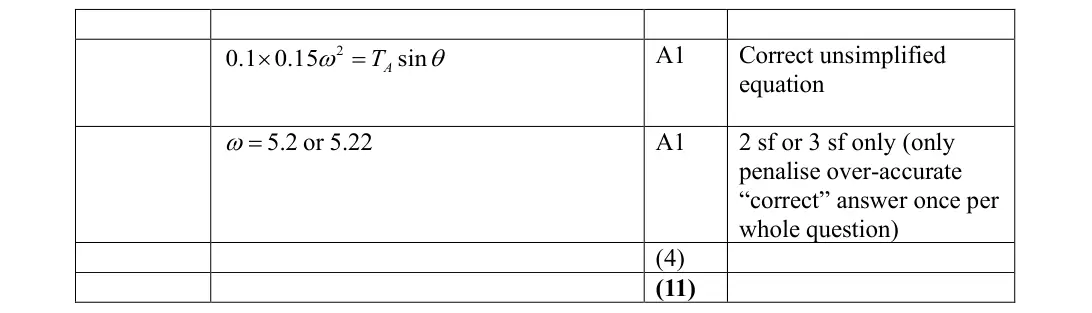 0.1 × 0.15ω² = T_A sin θ A1 Correct unsimplified
equation
ω = 5.2 or 5.22 A1 2 sf or 3 sf only (only
penalise over-accurate
“correct” answer once per
whole question)
(4)
(11)